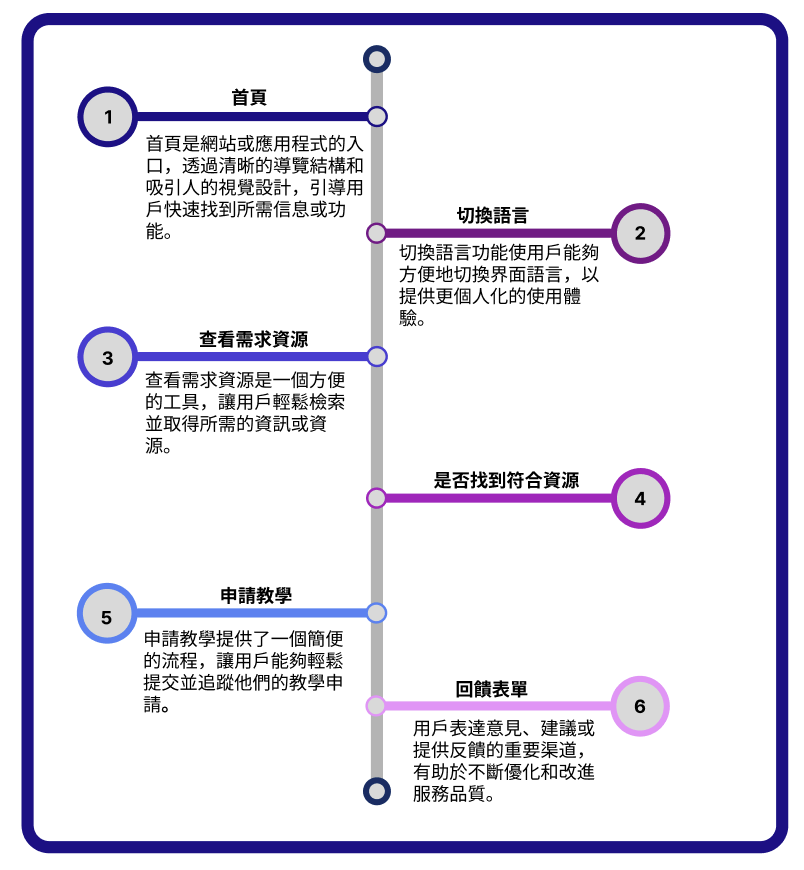 首頁
1
首頁是網站或應用程式的入
口，透過清晰的導覽結構和
吸引人的視覺設計，引導用
戶快速找到所需信息或功
能。
切換語言
2
切換語言功能使用戶能夠
方便地切換界面語言，以
提供更個人化的使用體
驗。
查看需求資源
3
查看需求資源是一個方便
的工具，讓用戶輕鬆檢索
並取得所需的資訊或資
源。
是否找到符合資源
4
申請教學
5
申請教學提供了一個簡便
的流程，讓用戶能夠輕鬆
提交並追蹤他們的教學申
請。
回饋表單
6
用戶表達意見、建議或
提供反饋的重要渠道，
有助於不斷優化和改進
服務品質。